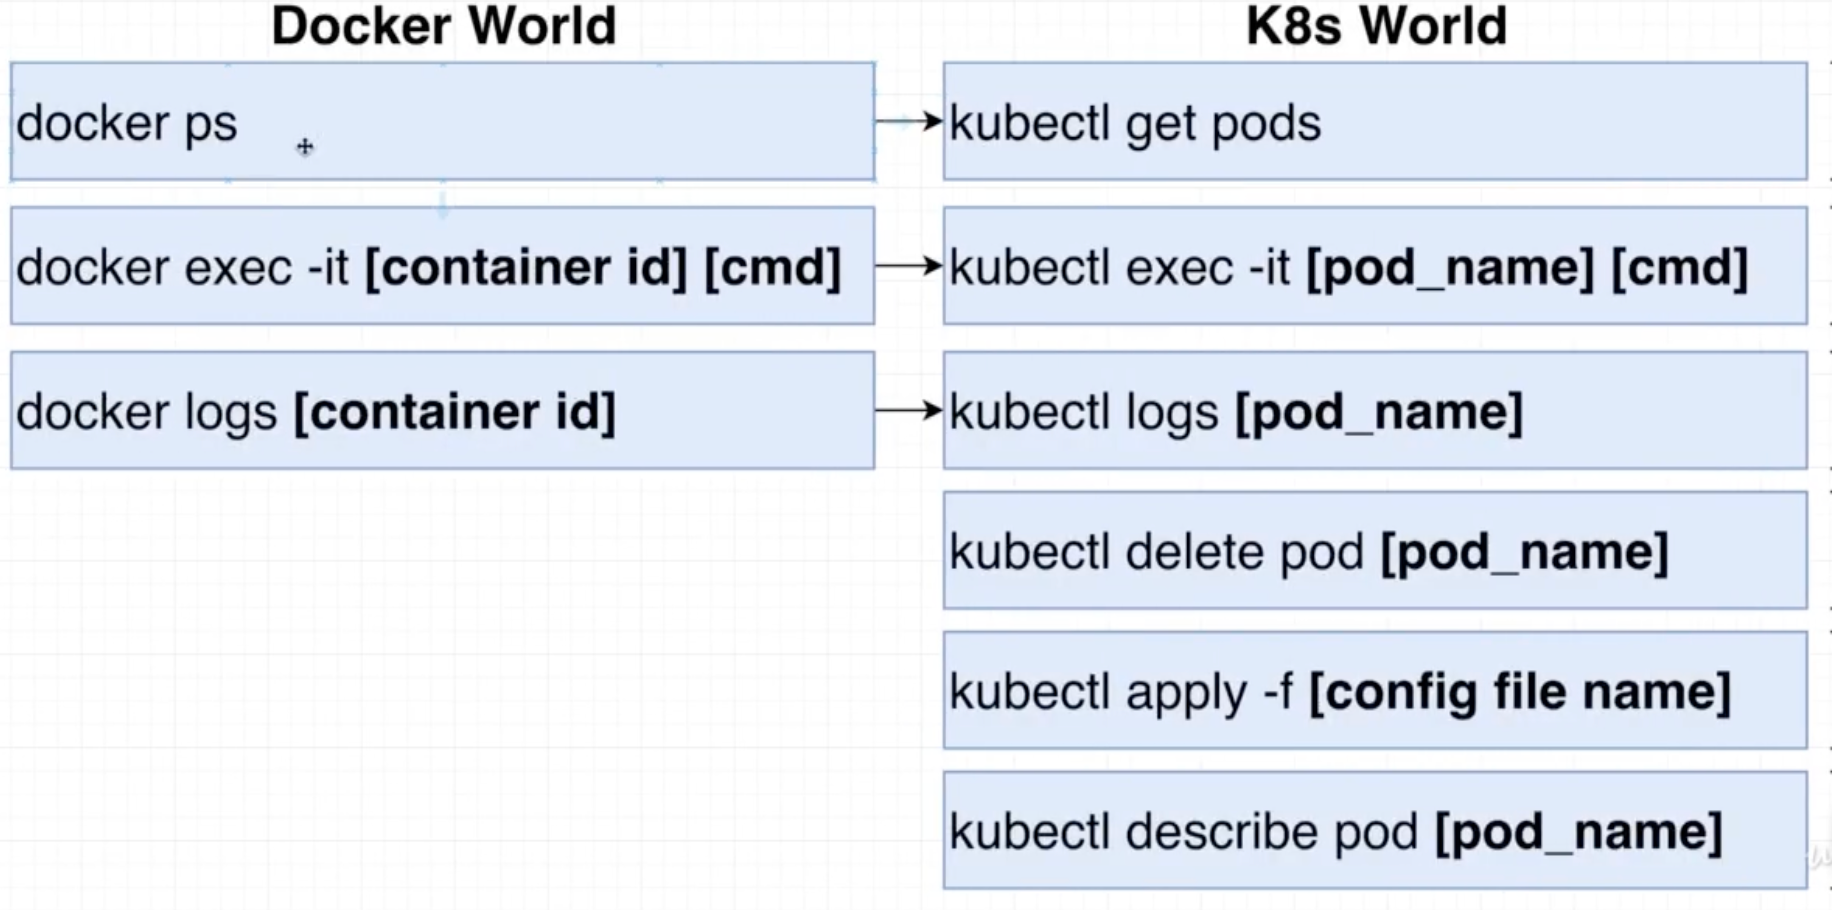 Docker World
K8s World
docker ps
kubectl get pods
docker exec -it [container id] [cmd]
kubectl exec -it [pod_name] [cmd]
docker logs [container id]
kubectl logs [pod_name]
kubectl delete pod [pod_name]
kubectl apply -f [config file name]
kubectl describe pod [pod_name]